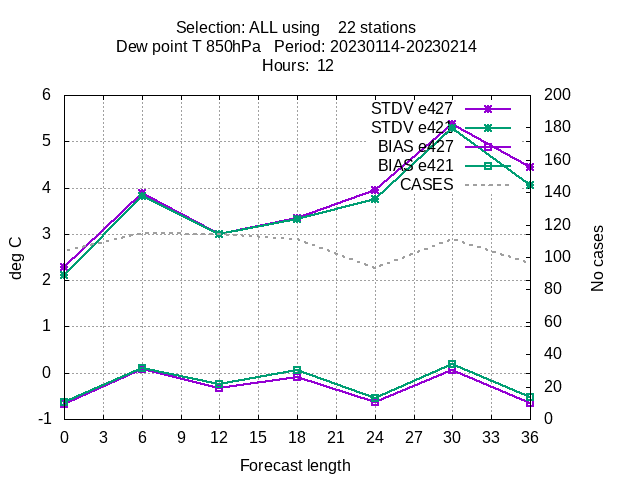 Selection: ALL using    22 stations
Dew point T 850hPa   Period: 20230114-20230214
Hours:  12
STDV e427
STDV e421
BIAS e427
BIAS e421
CASES
6
5
4
3
2
1
0
-1
deg C
200
180
160
140
120
100
80
60
40
20
0
No cases
0 3 6 9 12 15 18 21 24 27 30 33 36
Forecast length